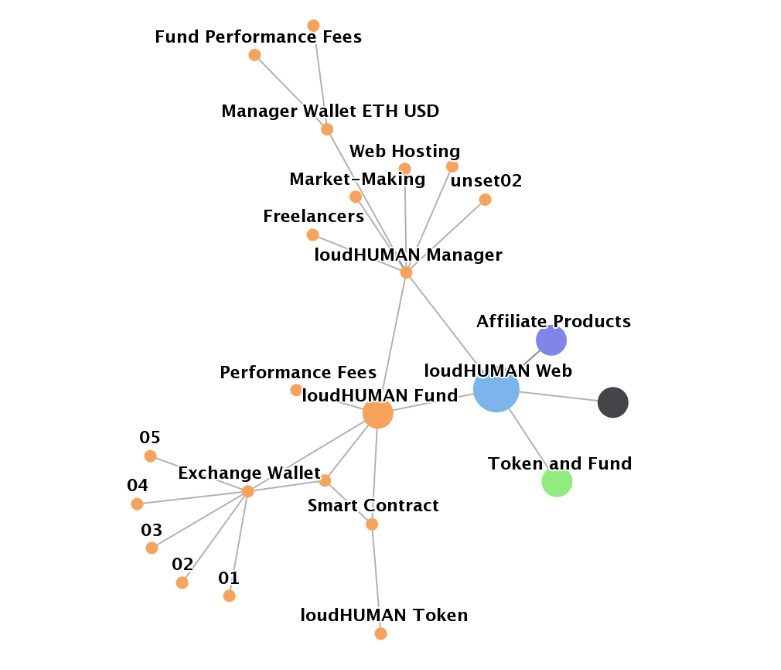 Fund Performance Fees
Manager Wallet ETH USD
Web Hosting
Market-Making
unset02
Freelancers
loudHUMAN Manager
Affiliate Products
loudHUMAN Web
Performance Fees
loudHUMAN Fund
05
Exchange Wallet
Token and Fund
04
Smart Contract
03
02
01
loudHUMAN Token